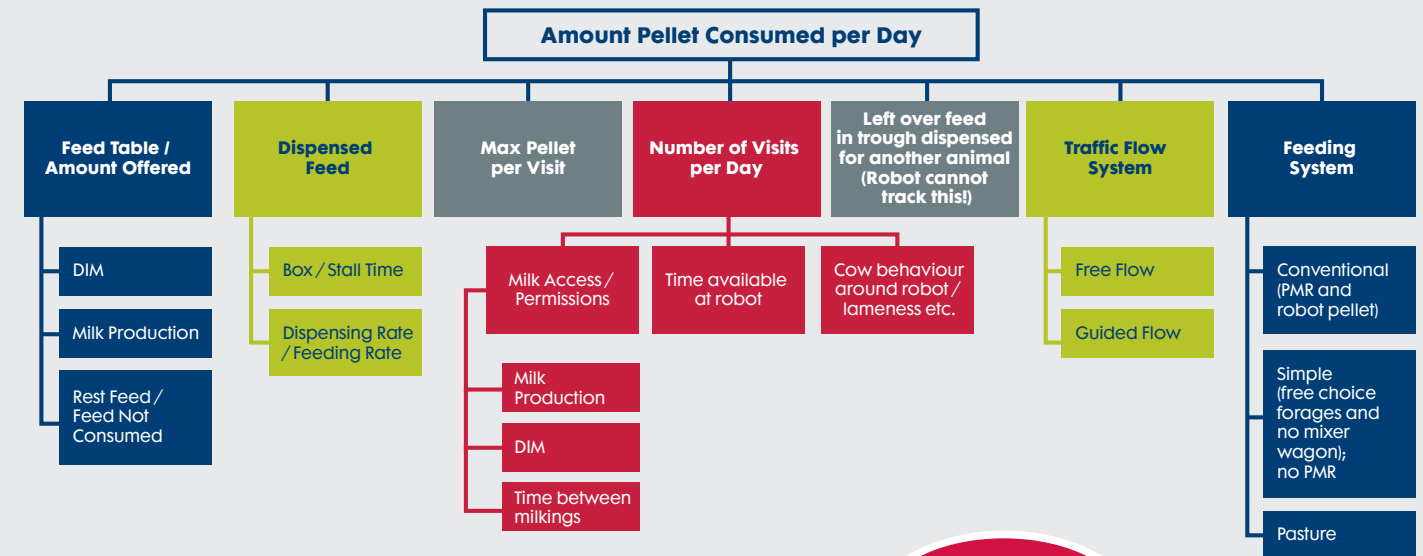 Amount Pellet Consumed per Day
Feed Table /
Amount Offered
DIM
Milk Production
Rest Feed /
Feed Not
Consumed
Dispensed
Feed
Box / Stall Time
Dispensing Rate
/ Feeding Rate
Max Pellet
per Visit
Number of Visits
per Day
Milk Access /
Permissions
Milk
Production
DIM
Time between
milkings
Time available
at robot
Cow behaviour
around robot /
lameness etc.
Left over feed
in trough dispensed
for another animal
(Robot cannot
track this!)
Traffic Flow
System
Free Flow
Guided Flow
Feeding
System
Conventional
(PMR and
robot pellet)
Simple
(free choice
forages and
no mixer
wagon);
no PMR
Pasture